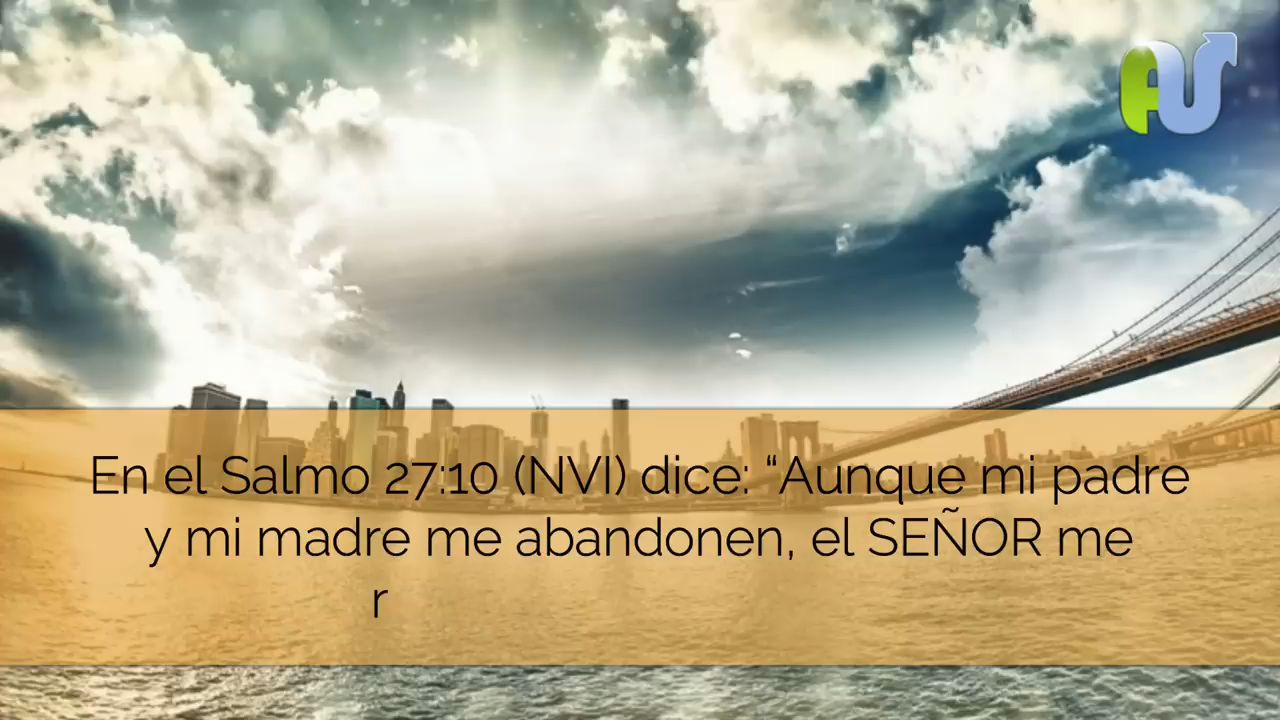 En el Salmo 27:10 (NVI) dice: “Aunque mi padre
y mi madre me abandonen, el SEÑOR me
r